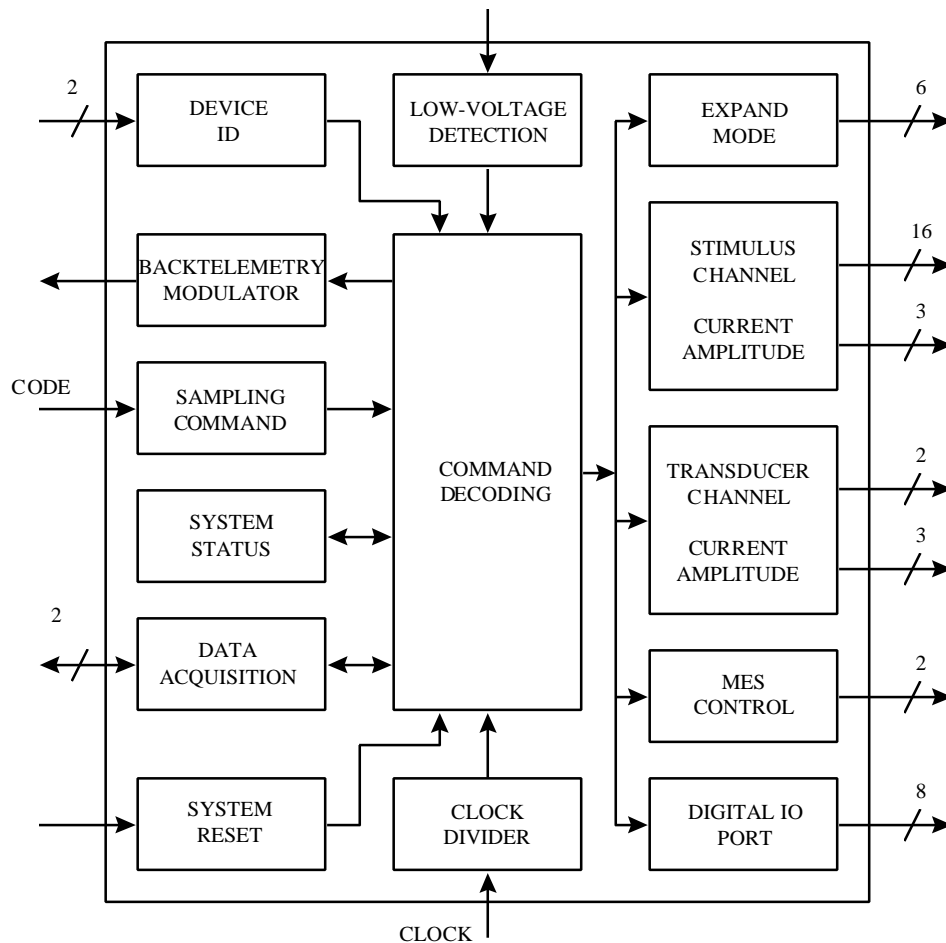 2
DEVICE
ID
LOW-VOLTAGE
DETECTION
EXPAND
MODE
6
BACKTELEMETRY
MODULATOR
STIMULUS
CHANNEL
16
CURRENT
AMPLITUDE
3
CODE
SAMPLING
COMMAND
COMMAND
DECODING
TRANSDUCER
CHANNEL
2
CURRENT
AMPLITUDE
3
SYSTEM
STATUS
2
DATA
ACQUISITION
MES
CONTROL
2
SYSTEM
RESET
CLOCK
DIVIDER
DIGITAL IO
PORT
8
CLOCK